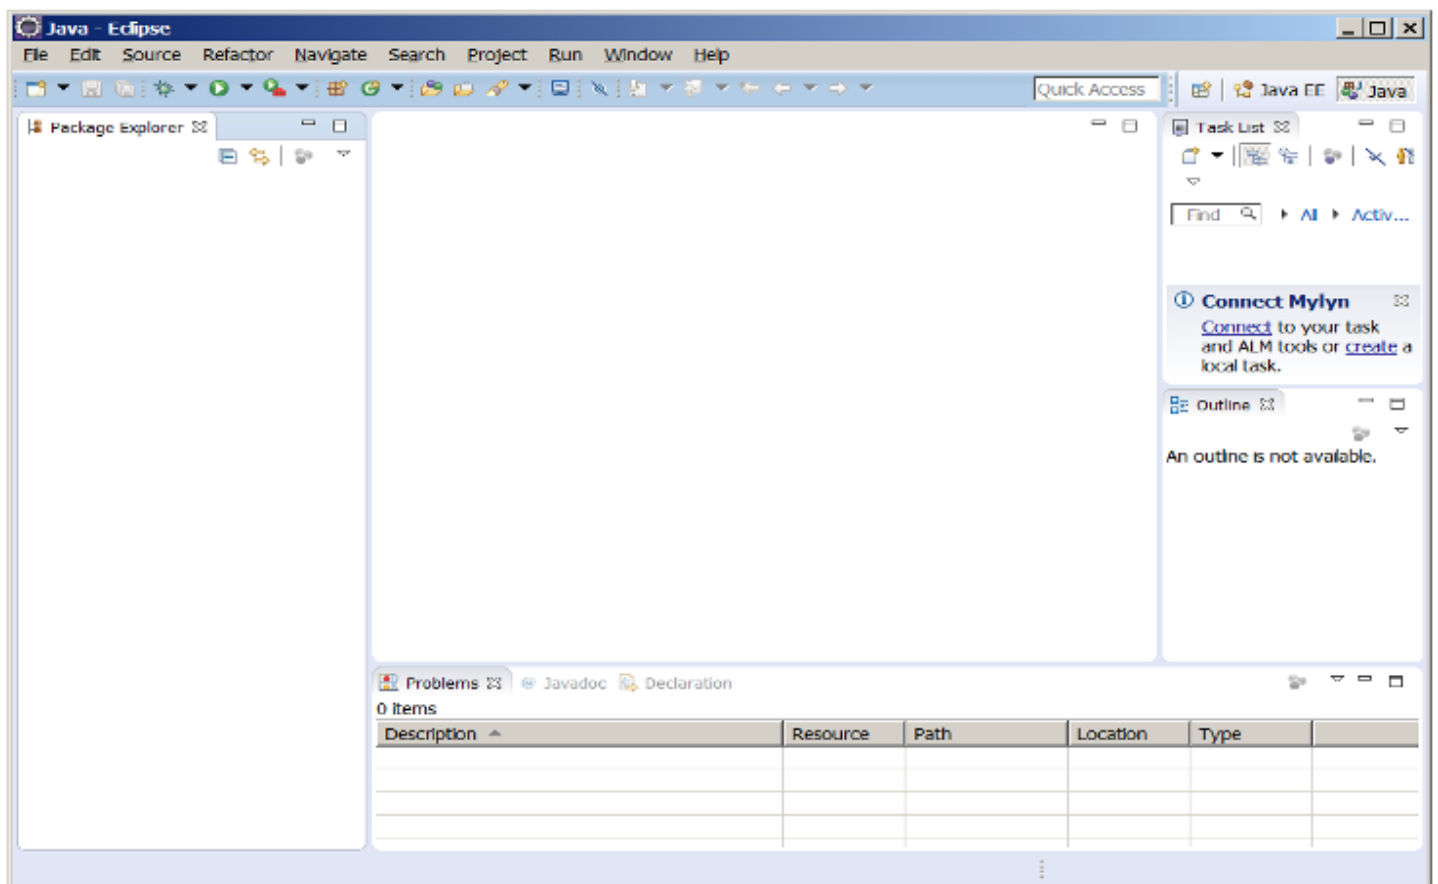 Java - Eclipse
File Edit Source Refactor Navigate Search Project Run Window Help
Quick Access
Java EE
Java
Package Explorer
Task List
Find
All
Activ...
Connect Mylyn
Connect to your task
and ALM tools or create a
local task.
Outline
An outline is not available.
Problems
Javadoc
Declaration
0 items
Description
Resource
Path
Location
Type